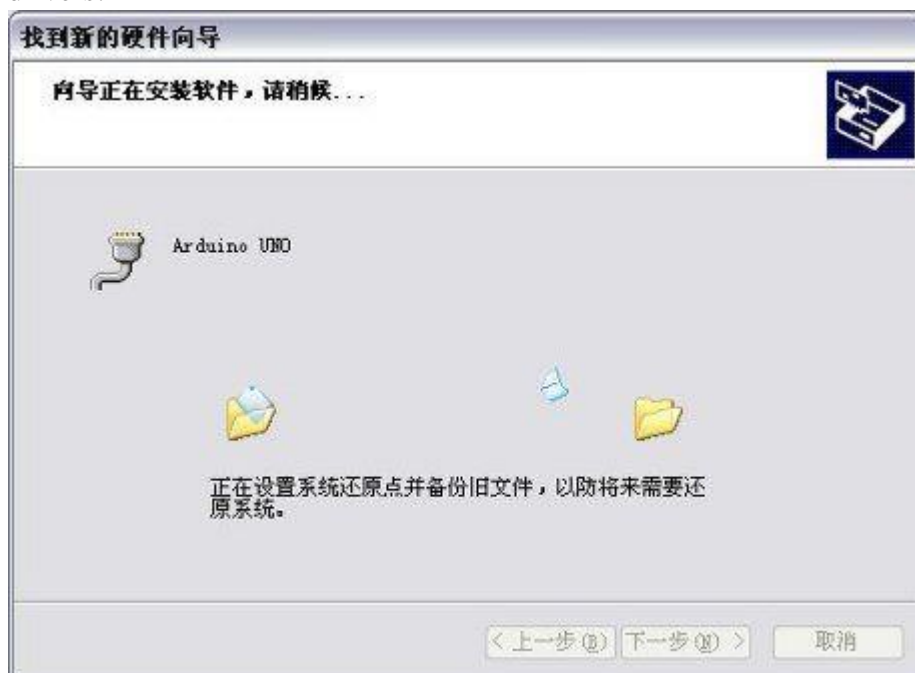 找到新的硬件向导
向导正在安装软件，请稍候...
Arduino UNO
正在设置系统还原点并备份旧文件，以防将来需要还
原系统。
< 上一步(B) 下一步(N) > 取消